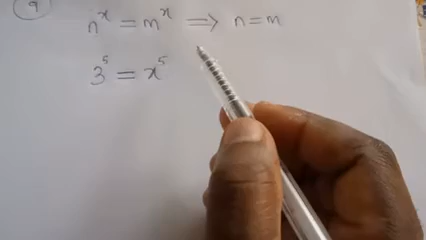 9
n^x = m^x ⟹ n = m
3^5 = x^5